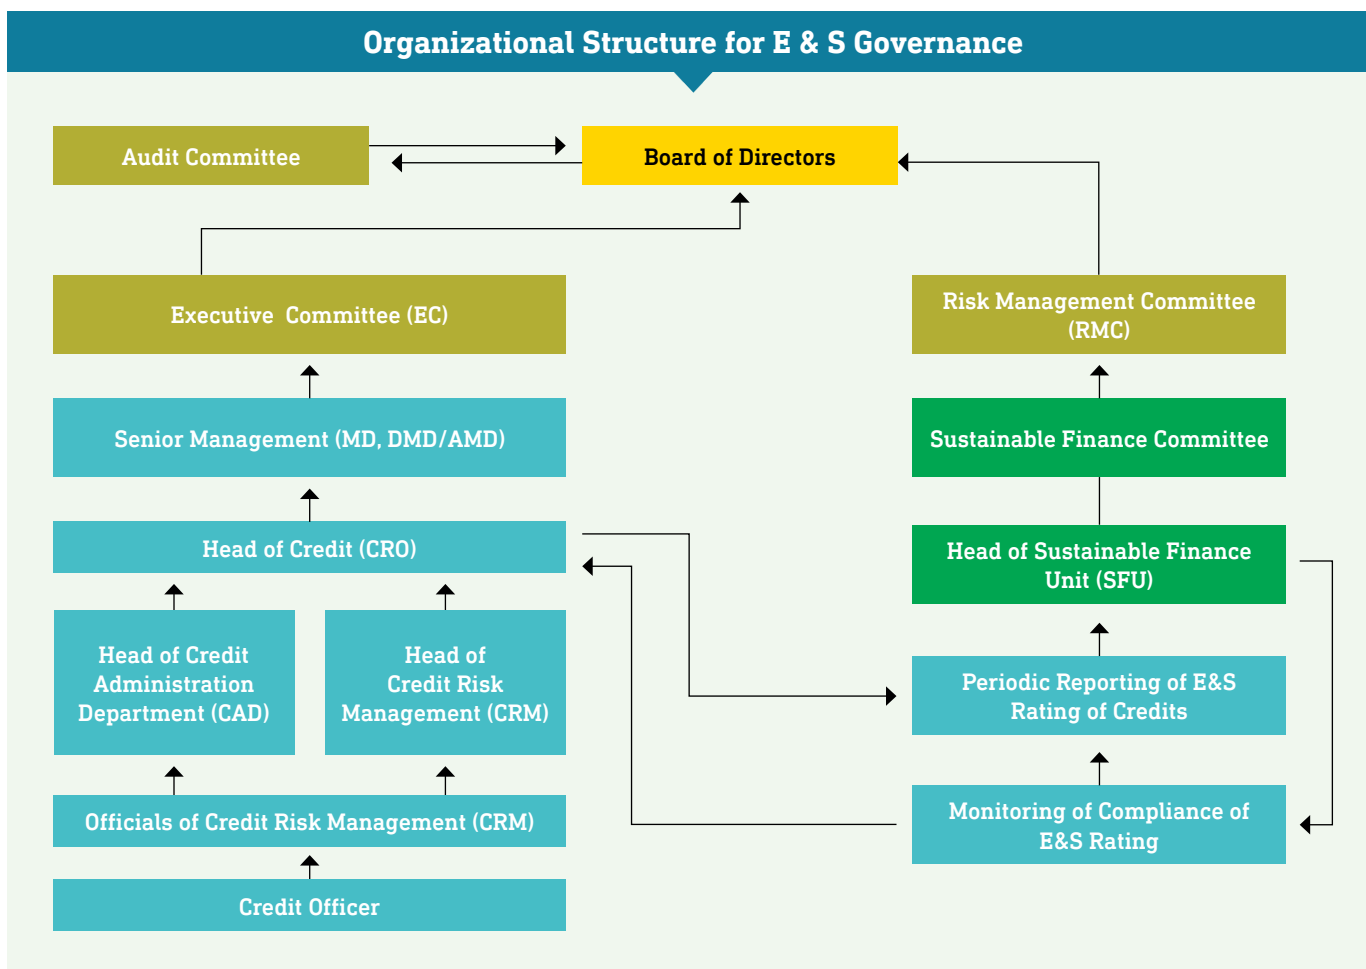 Organizational Structure for E & S Governance
Audit Committee
Board of Directors
Executive Committee (EC)
Risk Management Committee
(RMC)
Senior Management (MD, DMD/AMD)
Sustainable Finance Committee
Head of Credit (CRO)
Head of Sustainable Finance
Unit (SFU)
Head of Credit
Administration
Department (CAD)
Head of
Credit Risk
Management (CRM)
Periodic Reporting of E&S
Rating of Credits
Officials of Credit Risk Management (CRM)
Monitoring of Compliance of
E&S Rating
Credit Officer